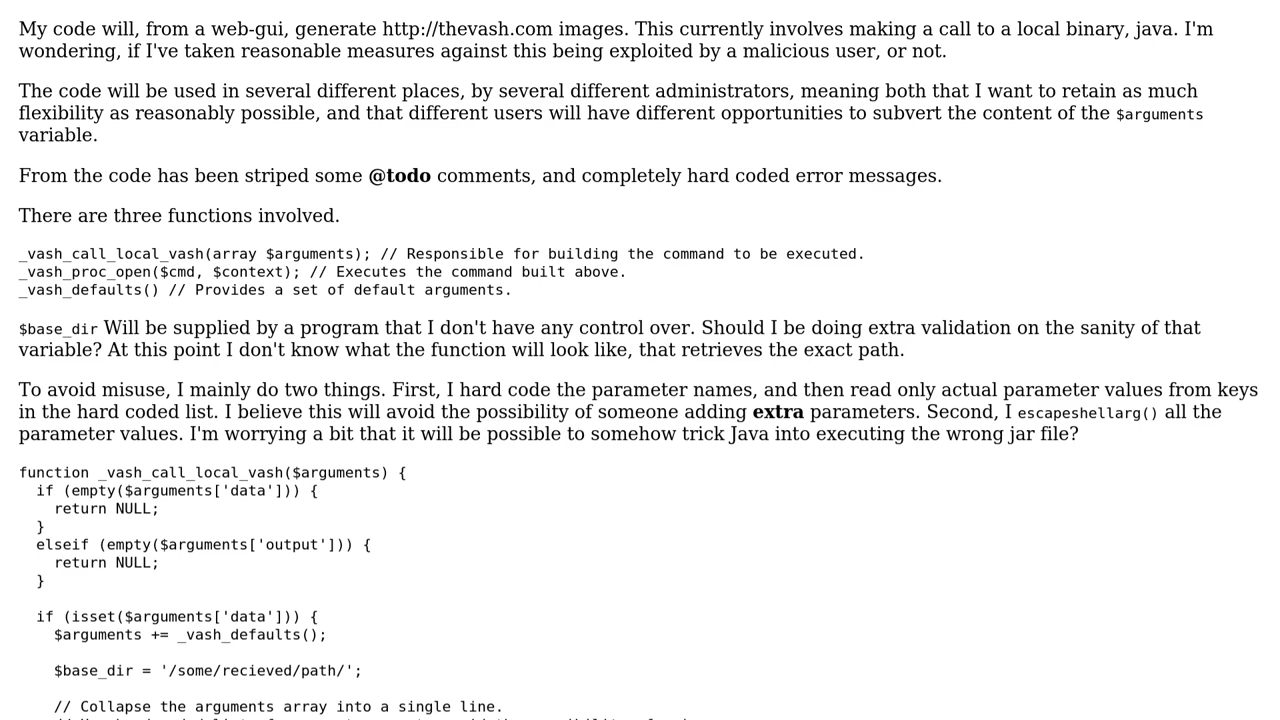 My code will, from a web-gui, generate http://thevash.com images. This currently involves making a call to a local binary, java. I'm
wondering, if I've taken reasonable measures against this being exploited by a malicious user, or not.
The code will be used in several different places, by several different administrators, meaning both that I want to retain as much
flexibility as reasonably possible, and that different users will have different opportunities to subvert the content of the $arguments
variable.
From the code has been striped some @todo comments, and completely hard coded error messages.
There are three functions involved.
_vash_call_local_vash(array $arguments); // Responsible for building the command to be executed.
_vash_proc_open($cmd, $context); // Executes the command built above.
_vash_defaults() // Provides a set of default arguments.
$base_dir Will be supplied by a program that I don't have any control over. Should I be doing extra validation on the sanity of that
variable? At this point I don't know what the function will look like, that retrieves the exact path.
To avoid misuse, I mainly do two things. First, I hard code the parameter names, and then read only actual parameter values from keys
in the hard coded list. I believe this will avoid the possibility of someone adding extra parameters. Second, I escapeshellarg() all the
parameter values. I'm worrying a bit that it will be possible to somehow trick Java into executing the wrong jar file?
function _vash_call_local_vash($arguments) {
  if (empty($arguments['data'])) {
    return NULL;
  }
  elseif (empty($arguments['output'])) {
    return NULL;
  }
  if (isset($arguments['data'])) {
    $arguments += _vash_defaults();
    $base_dir = '/some/recieved/path/';
    // Collapse the arguments array into a single line.